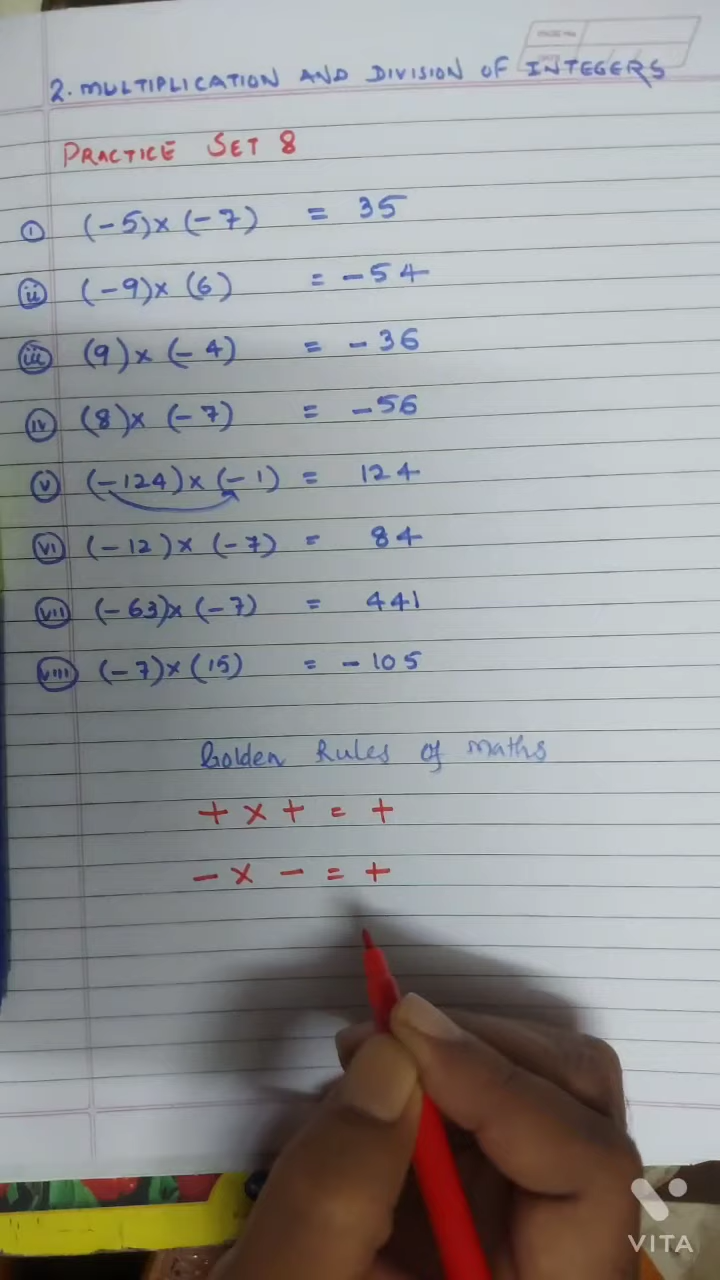 2. MULTIPLICATION AND DIVISION OF INTEGERS
PRACTICE SET 8
i (-5)x(-7) = 35
ii (-9)x(6) = -54
iii (9)x(-4) = -36
iv (8)x(-7) = -56
v (-124)x(-1) = 124
vi (-12)x(-7) = 84
vii (-63)x(-7) = 441
viii (-7)x(15) = -105
Golden Rules of maths
+ x + = +
- x - = +
VITA